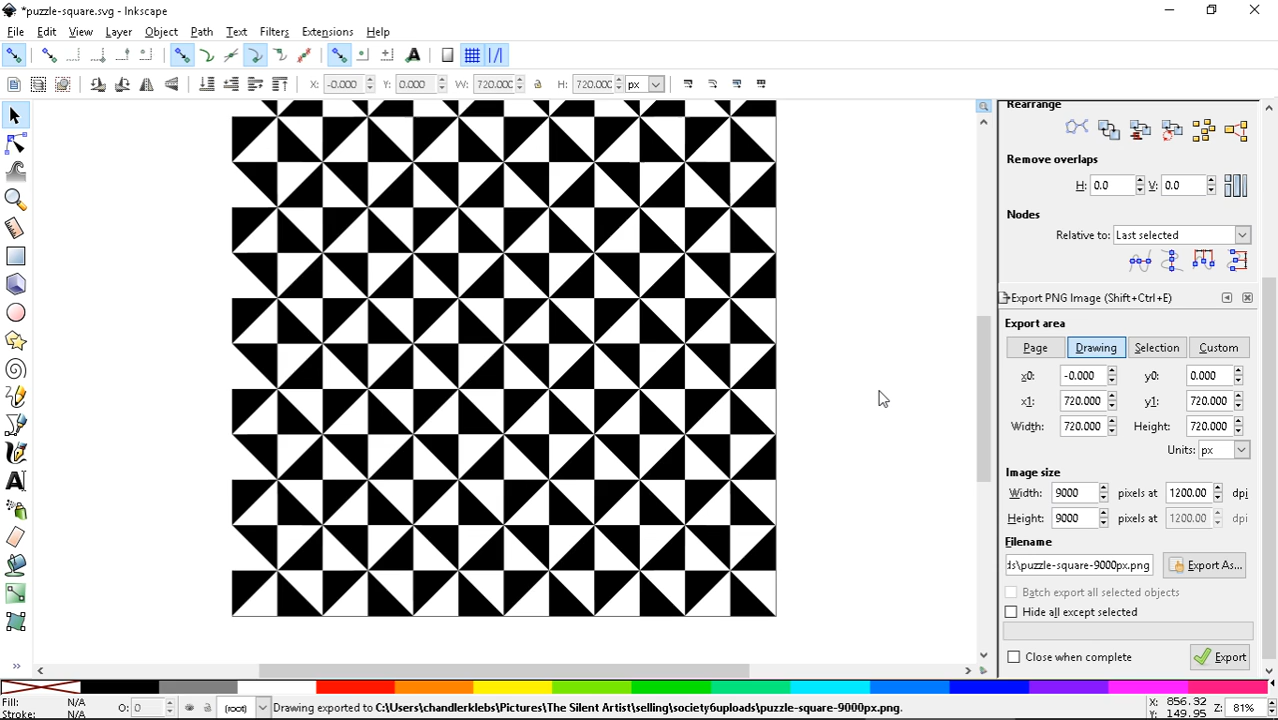 *puzzle-square.svg - Inkscape
File Edit View Layer Object Path Text Filters Extensions Help
X: -0.000 Y: 0.000 W: 720.000 H: 720.000 px
Rearrange
Remove overlaps
H: 0.0 V: 0.0
Nodes
Relative to: Last selected
Export PNG Image (Shift+Ctrl+E)
Export area
Page Drawing Selection Custom
x0: -0.000 y0: 0.000
x1: 720.000 y1: 720.000
Width: 720.000 Height: 720.000
Units: px
Image size
Width: 9000 pixels at 1200.00 dpi
Height: 9000 pixels at 1200.00 dpi
Filename
ds\puzzle-square-9000px.png Export As...
Batch export all selected objects
Hide all except selected
Close when complete Export
Fill: N/A O: 0 (root) Drawing exported to C:\Users\chandlerklebs\Pictures\The Silent Artist\selling\society6uploads\puzzle-square-9000px.png. X: 856.32 Z: 81%
Stroke: N/A Y: 149.95